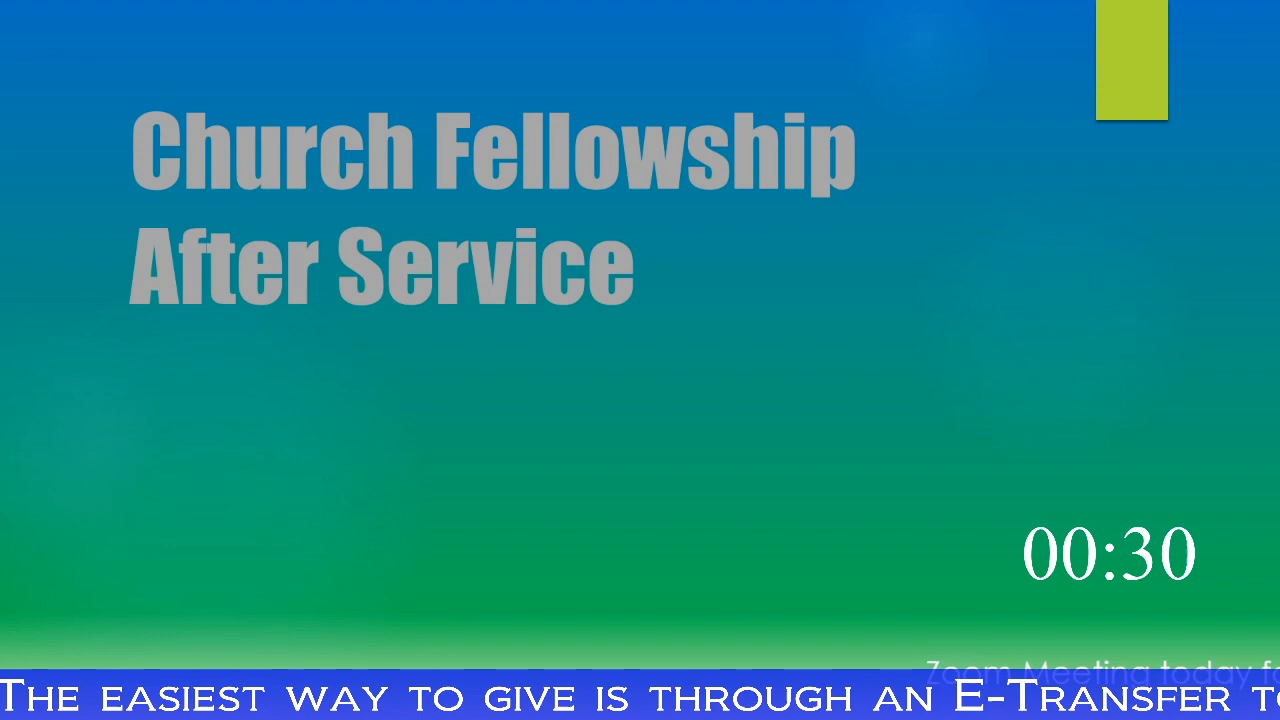 Church Fellowship
After Service
00:30
Zoom Meeting today
The easiest way to give is through an E-Transfer